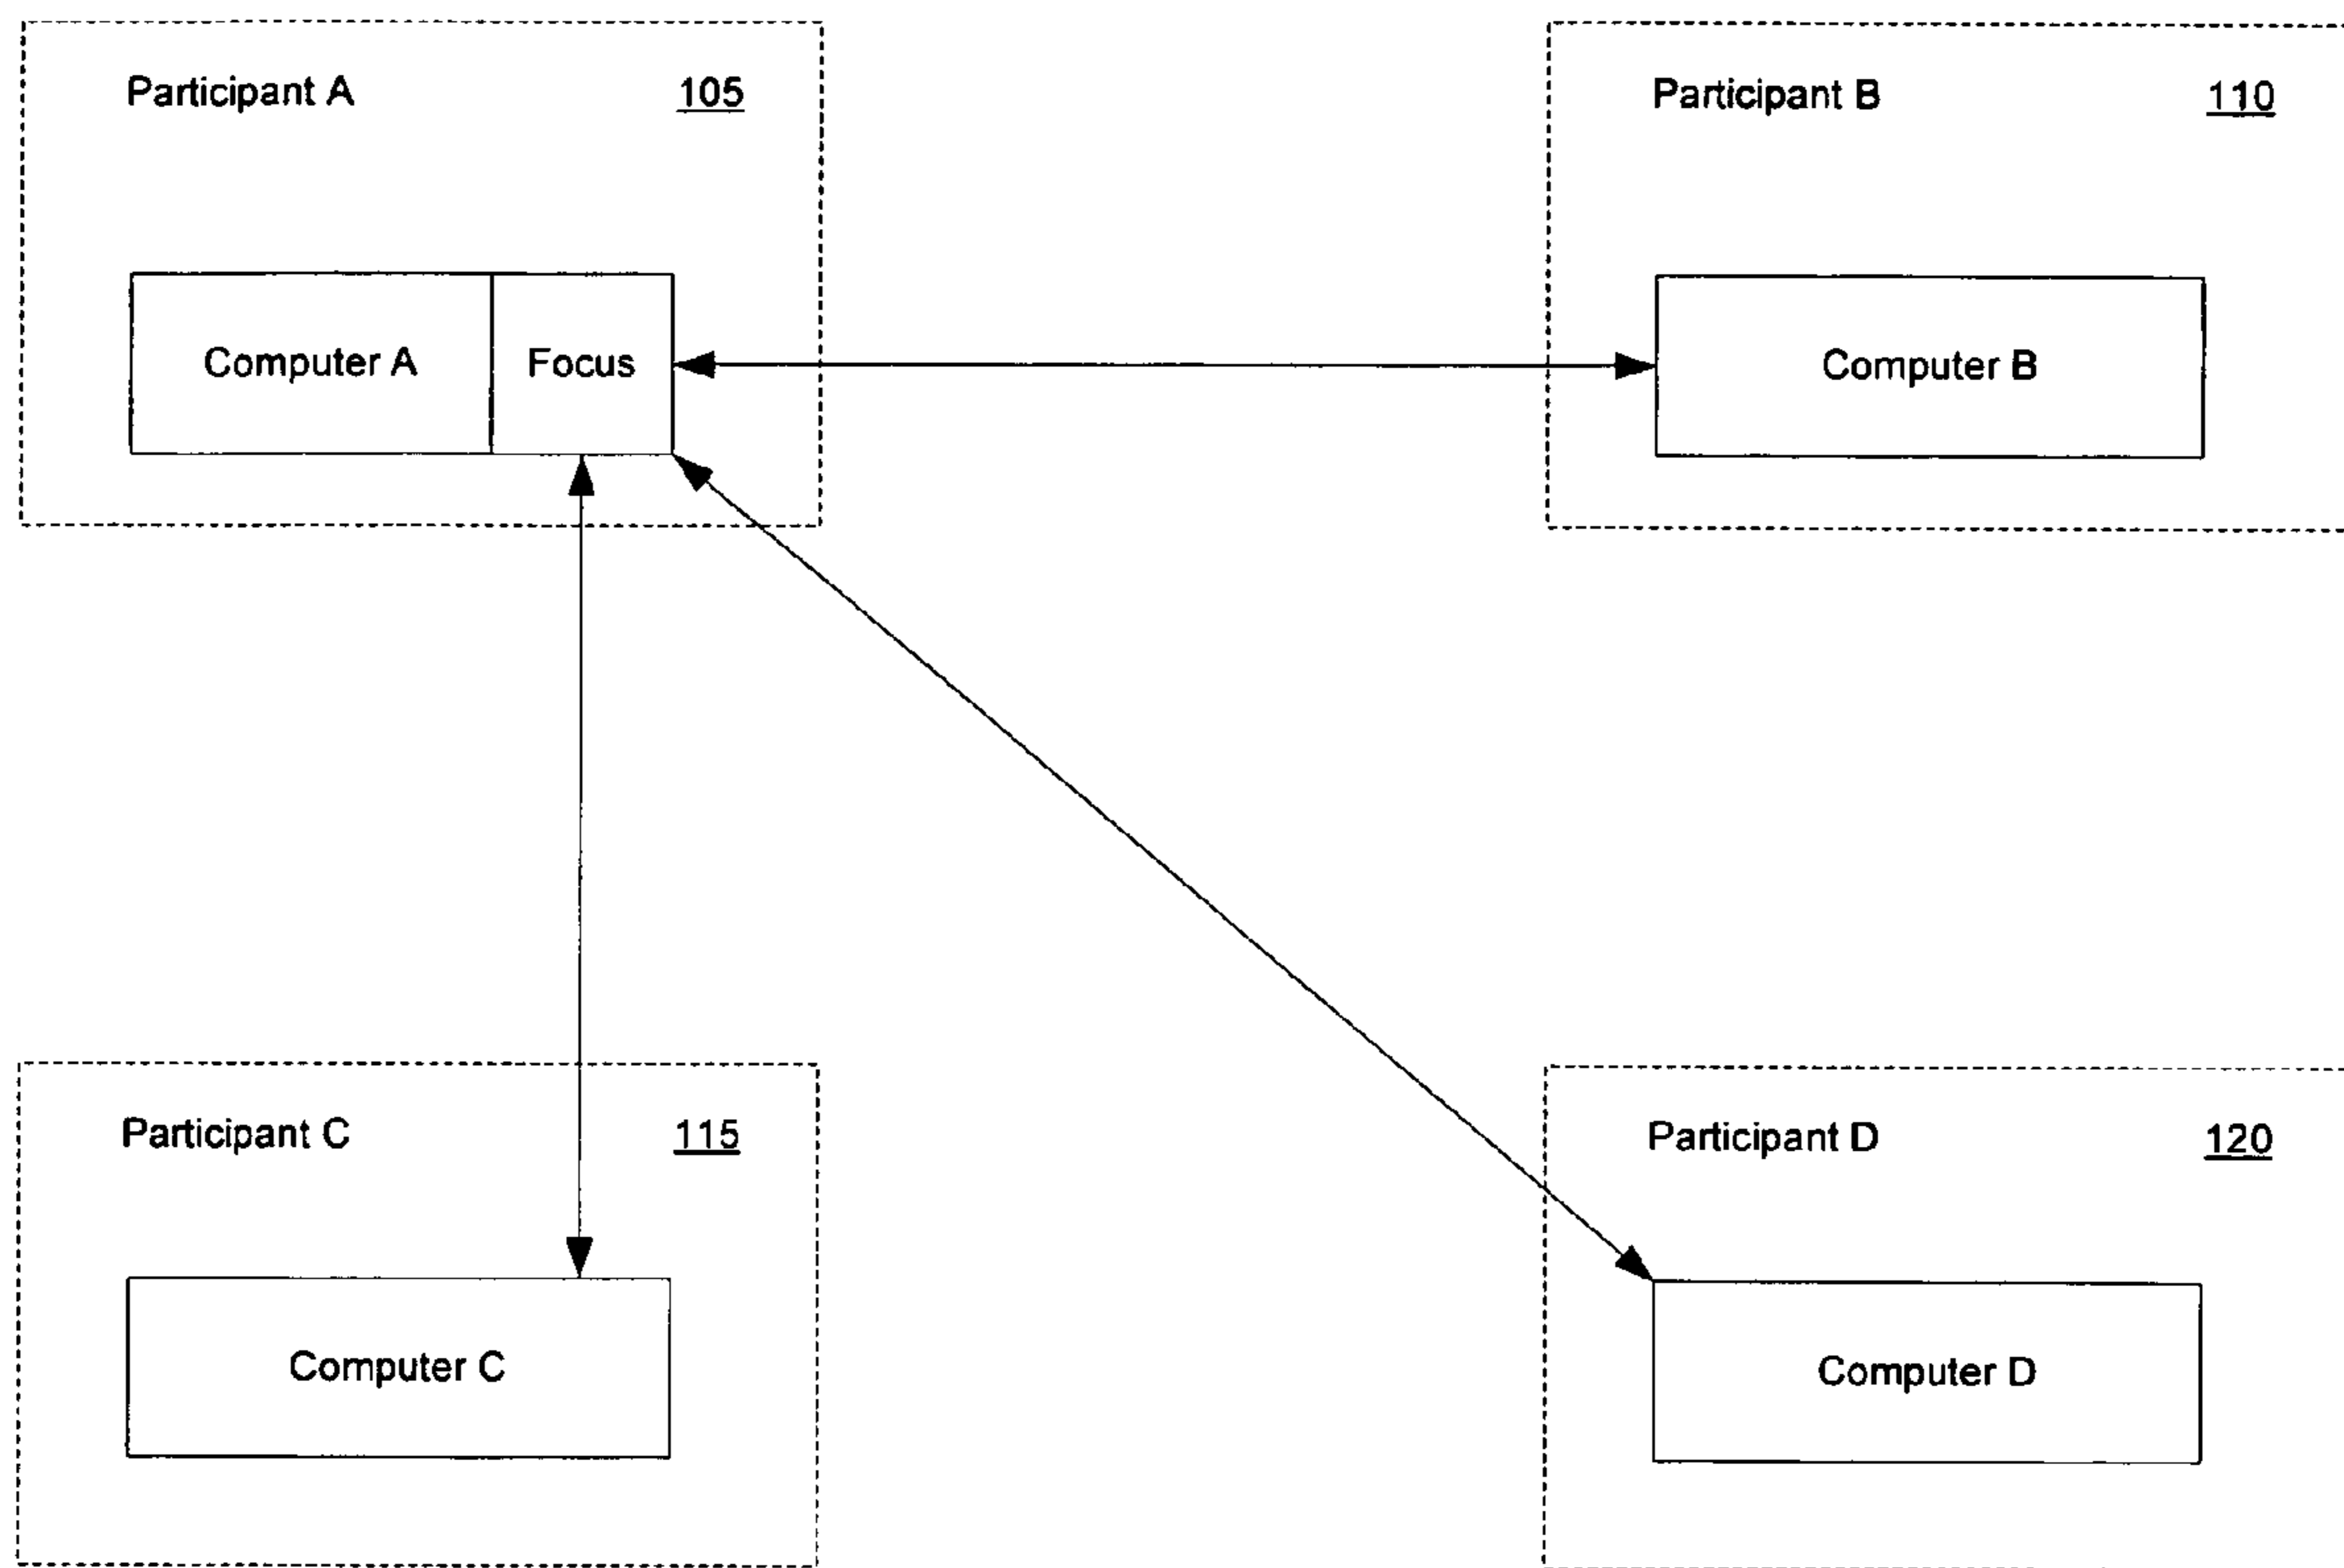 Participant A 105
Participant B 110
Computer A Focus
Computer B
Participant C 115
Participant D 120
Computer C
Computer D